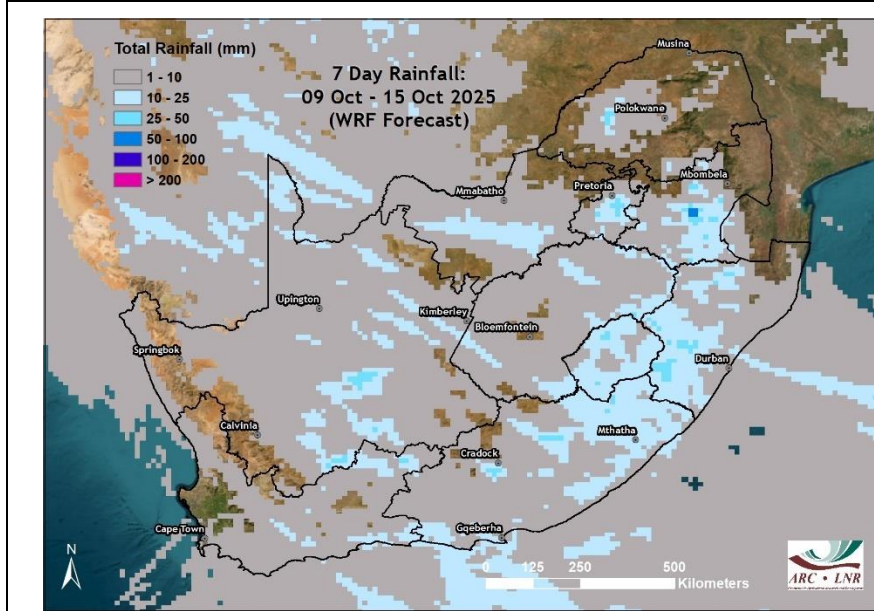 Total Rainfall (mm)
1 - 10
10 - 25
25 - 50
50 - 100
100 - 200
> 200
7 Day Rainfall:
09 Oct - 15 Oct 2025
(WRF Forecast)
Musina
Polokwane
Mbombela
Pretoria
Mmabatho
Upington
Kimberley
Bloemfontein
Springbok
Durban
Calvinia
Mthatha
Cradock
Cape Town
Gqeberha
N
0 125 250 500
Kilometers
ARC • LNR